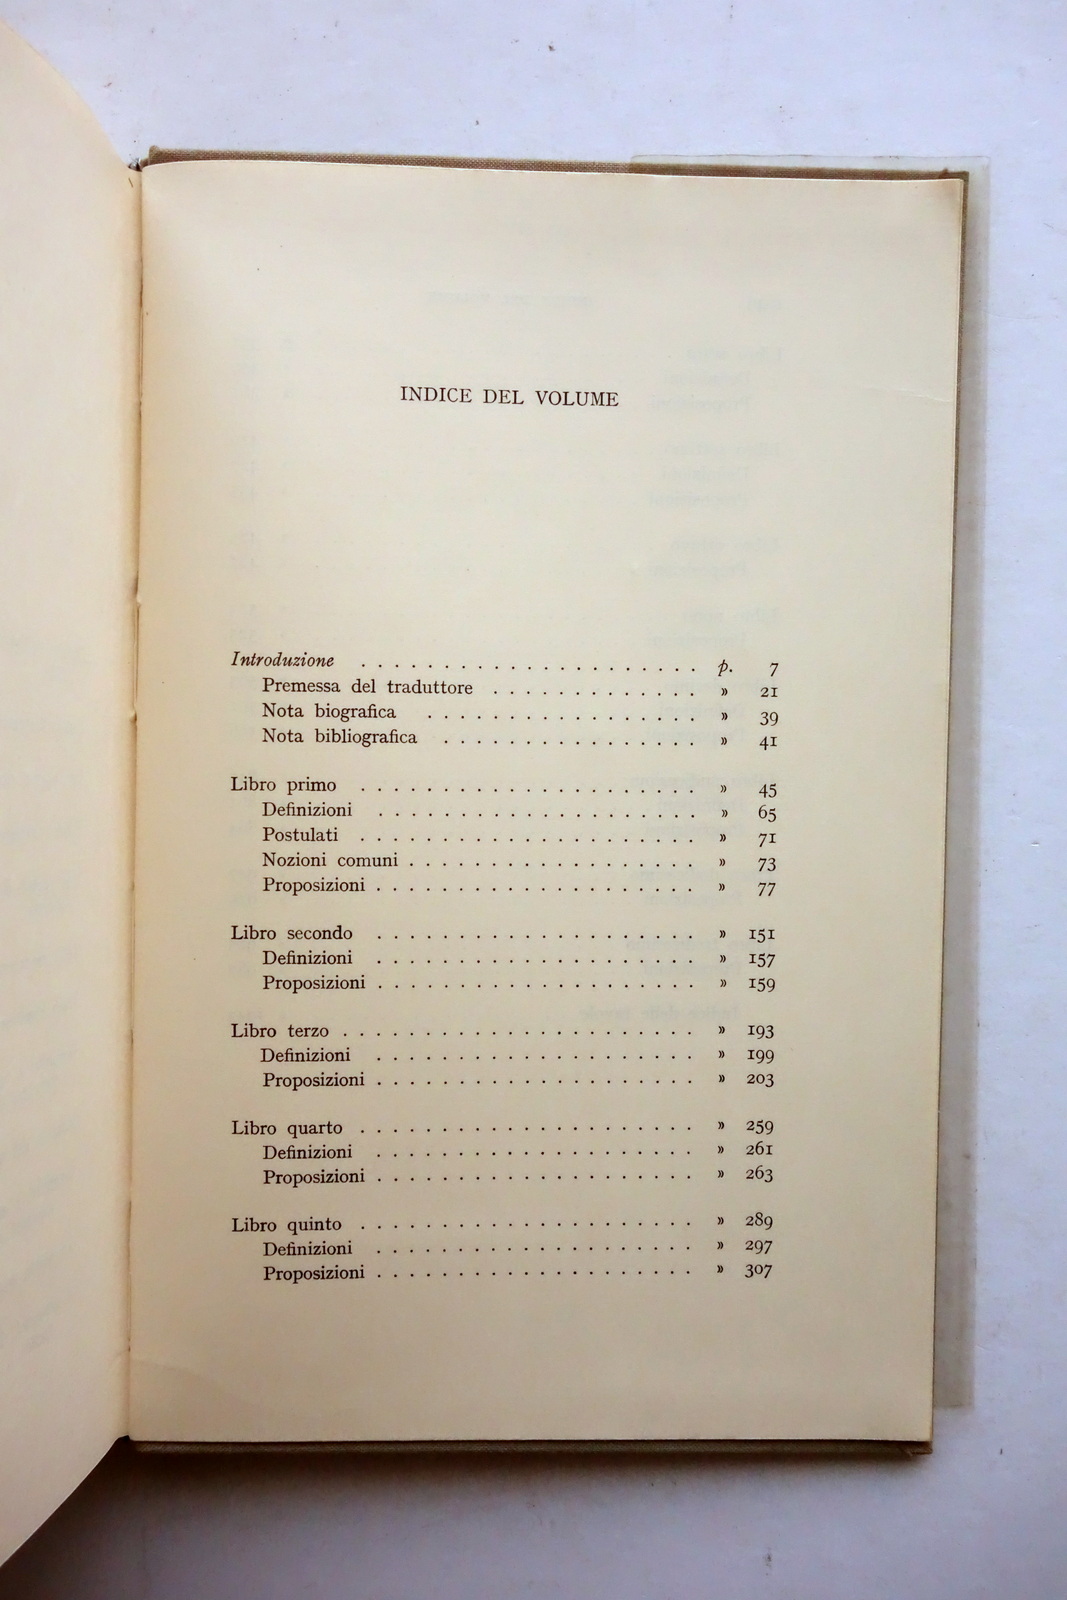 INDICE DEL VOLUME
Introduzione . . . . . . . . . . . . . . . . . . . . . p. 7
Premessa del traduttore . . . . . . . . . . . . . » 21
Nota biografica . . . . . . . . . . . . . . . . . » 39
Nota bibliografica . . . . . . . . . . . . . . . . » 41
Libro primo . . . . . . . . . . . . . . . . . . . . . » 45
Definizioni . . . . . . . . . . . . . . . . . . . . » 65
Postulati . . . . . . . . . . . . . . . . . . . . . » 71
Nozioni comuni . . . . . . . . . . . . . . . . . . » 73
Proposizioni . . . . . . . . . . . . . . . . . . . . » 77
Libro secondo . . . . . . . . . . . . . . . . . . . . » 151
Definizioni . . . . . . . . . . . . . . . . . . . . » 157
Proposizioni . . . . . . . . . . . . . . . . . . . . » 159
Libro terzo . . . . . . . . . . . . . . . . . . . . . . » 193
Definizioni . . . . . . . . . . . . . . . . . . . . » 199
Proposizioni . . . . . . . . . . . . . . . . . . . . » 203
Libro quarto . . . . . . . . . . . . . . . . . . . . . » 259
Definizioni . . . . . . . . . . . . . . . . . . . . » 261
Proposizioni . . . . . . . . . . . . . . . . . . . . » 263
Libro quinto . . . . . . . . . . . . . . . . . . . . . » 289
Definizioni . . . . . . . . . . . . . . . . . . . . » 297
Proposizioni . . . . . . . . . . . . . . . . . . . . » 307